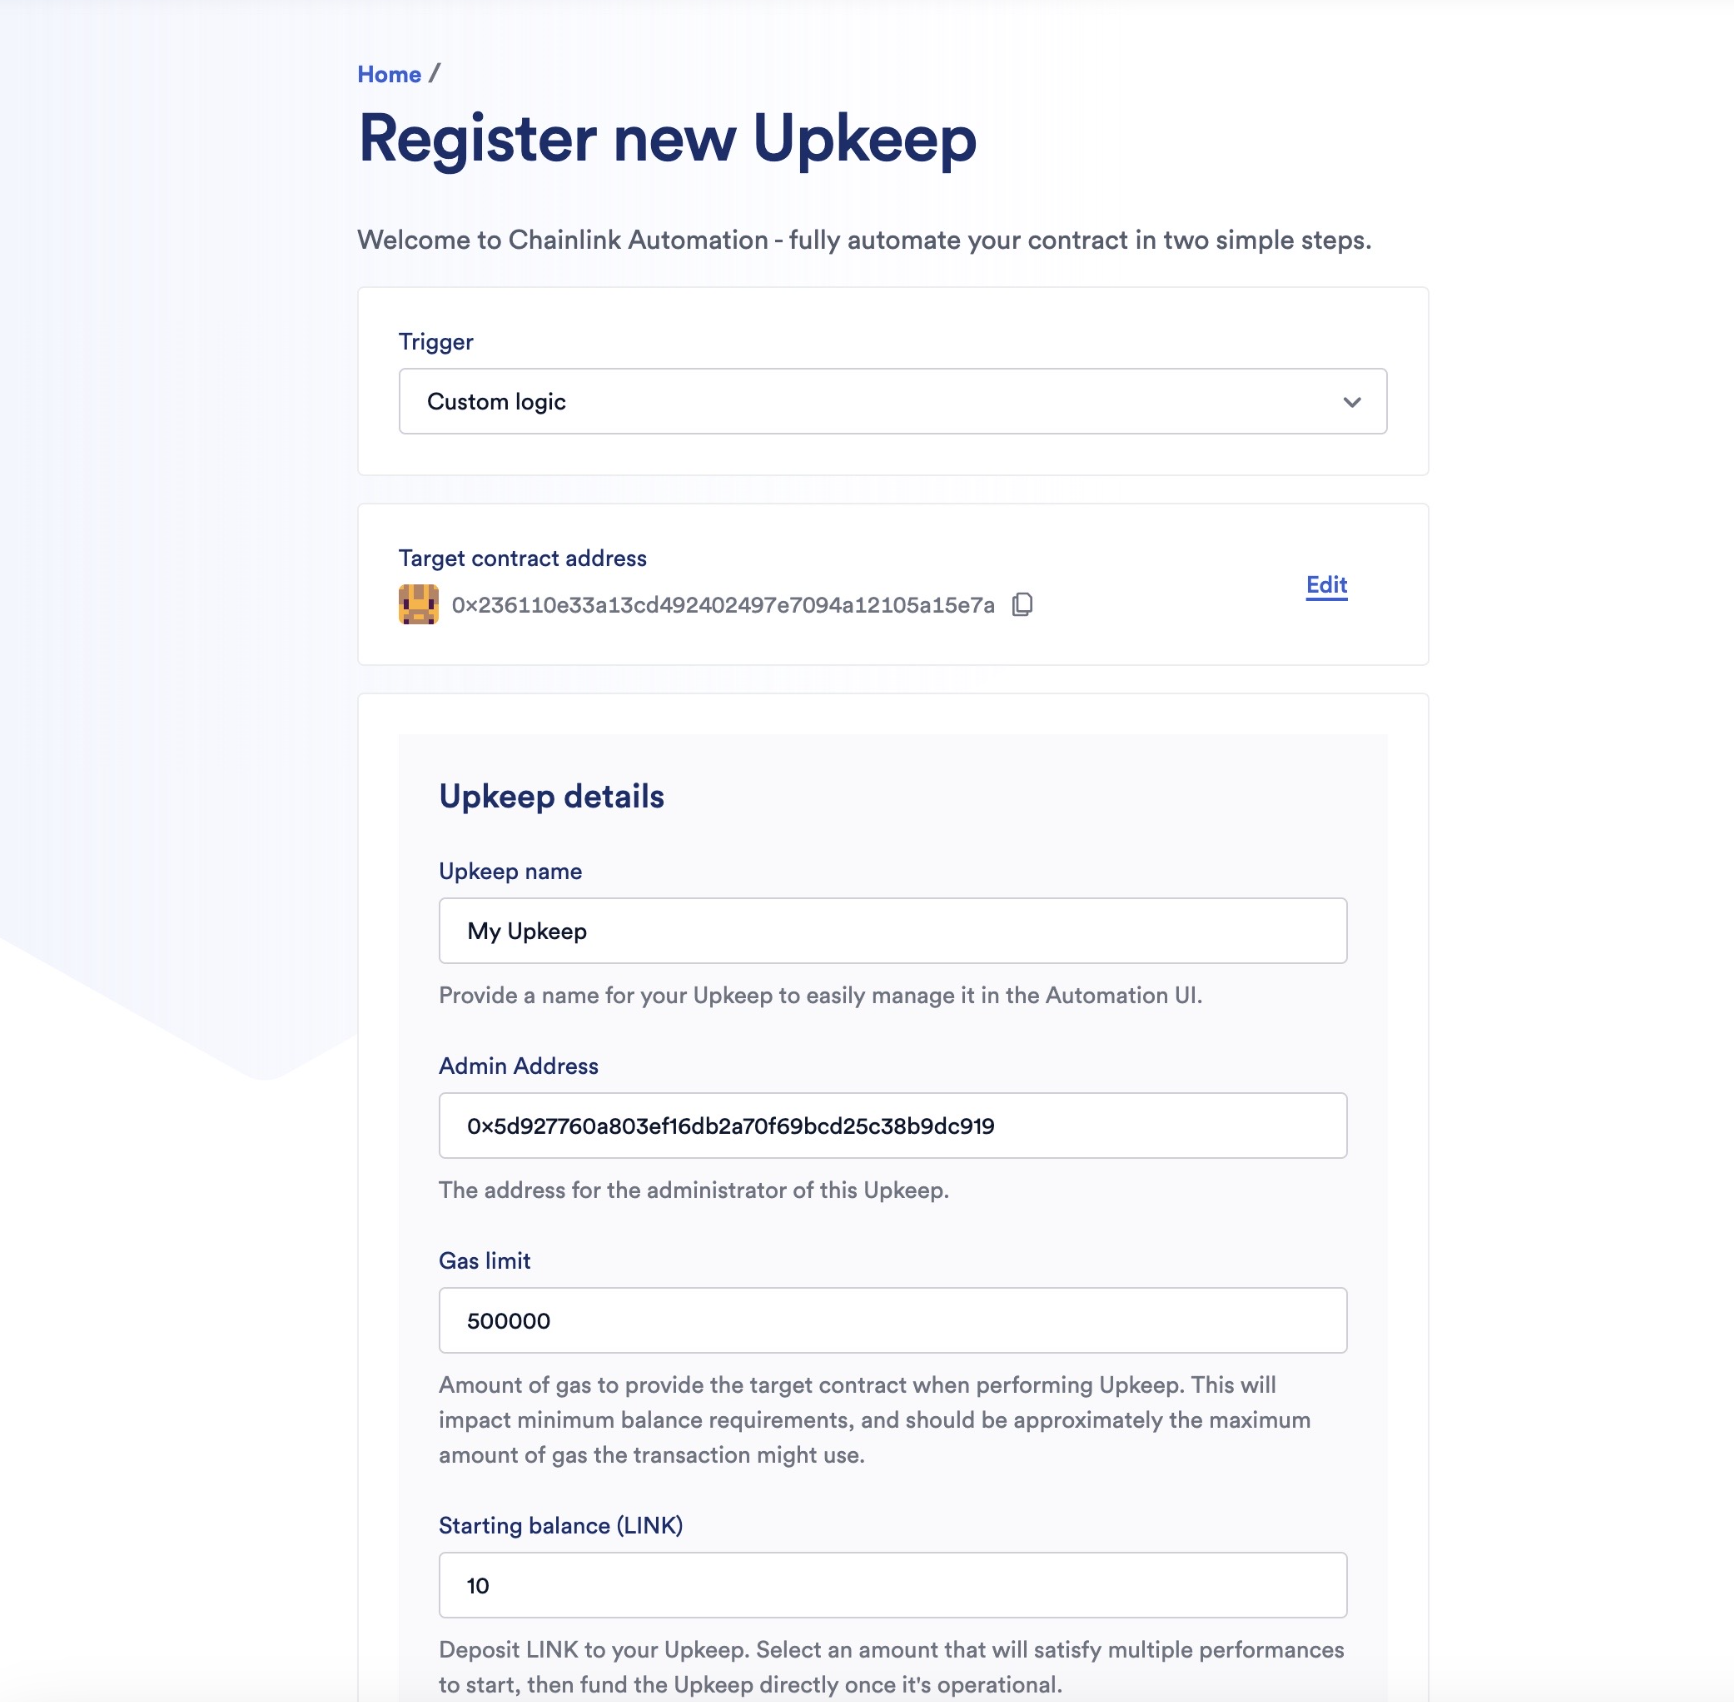 Home /
Register new Upkeep
Welcome to Chainlink Automation - fully automate your contract in two simple steps.
Trigger
Custom logic
Target contract address
0x236110e33a13cd492402497e7094a12105a15e7a
Edit
Upkeep details
Upkeep name
My Upkeep
Provide a name for your Upkeep to easily manage it in the Automation UI.
Admin Address
0x5d927760a803ef16db2a70f69bcd25c38b9dc919
The address for the administrator of this Upkeep.
Gas limit
500000
Amount of gas to provide the target contract when performing Upkeep. This will
impact minimum balance requirements, and should be approximately the maximum
amount of gas the transaction might use.
Starting balance (LINK)
10
Deposit LINK to your Upkeep. Select an amount that will satisfy multiple performances
to start, then fund the Upkeep directly once it's operational.